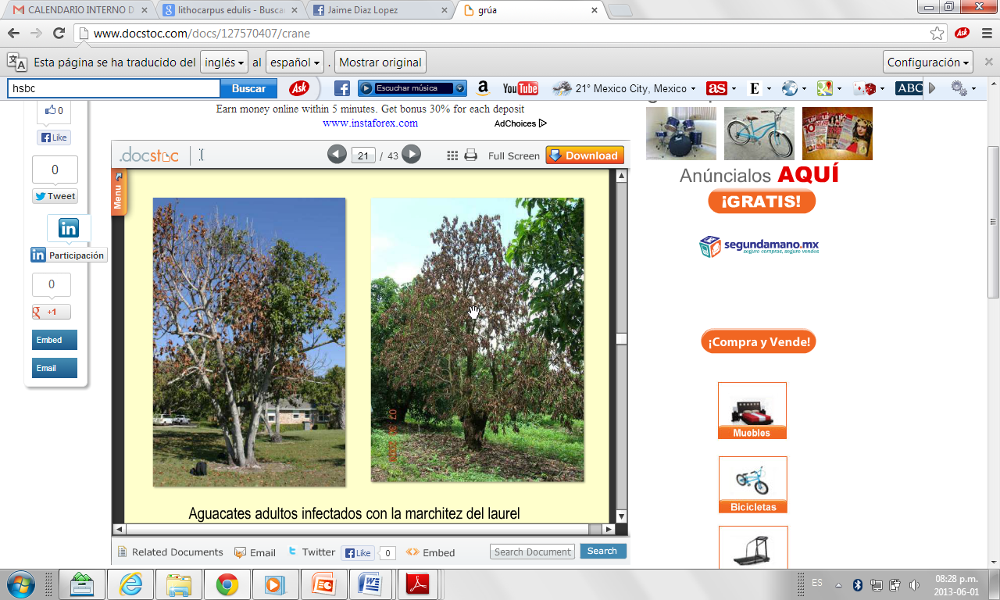 CALENDARIO INTERNO D
lithocarpus edulis - Busca
Jaime Diaz Lopez
grúa
www.docstoc.com/docs/127570407/crane
Ask
Esta página se ha traducido del inglés al español . Mostrar original
Configuración
hsbc
Buscar
Ask
Escuchar música
a
YouTube
21° Mexico City, Mexico
as
E
ABC
0
Like
0
Tweet
in
Participación
0
+1
Embed
Email
Earn money online within 5 minutes. Get bonus 30% for each deposit
www.instaforex.com
AdChoices
docstoc
21 / 43
Full Screen
Download
Menu
Aguacates adultos infectados con la marchitez del laurel
Related Documents
Email
Twitter
Like
0
Embed
Search Document
Search
Anúncialos AQUÍ
¡GRATIS!
segundamano.mx
seguro compras, seguro vendes
¡Compra y Vende!
Muebles
Bicicletas
ES
08:28 p.m.
2013-06-01